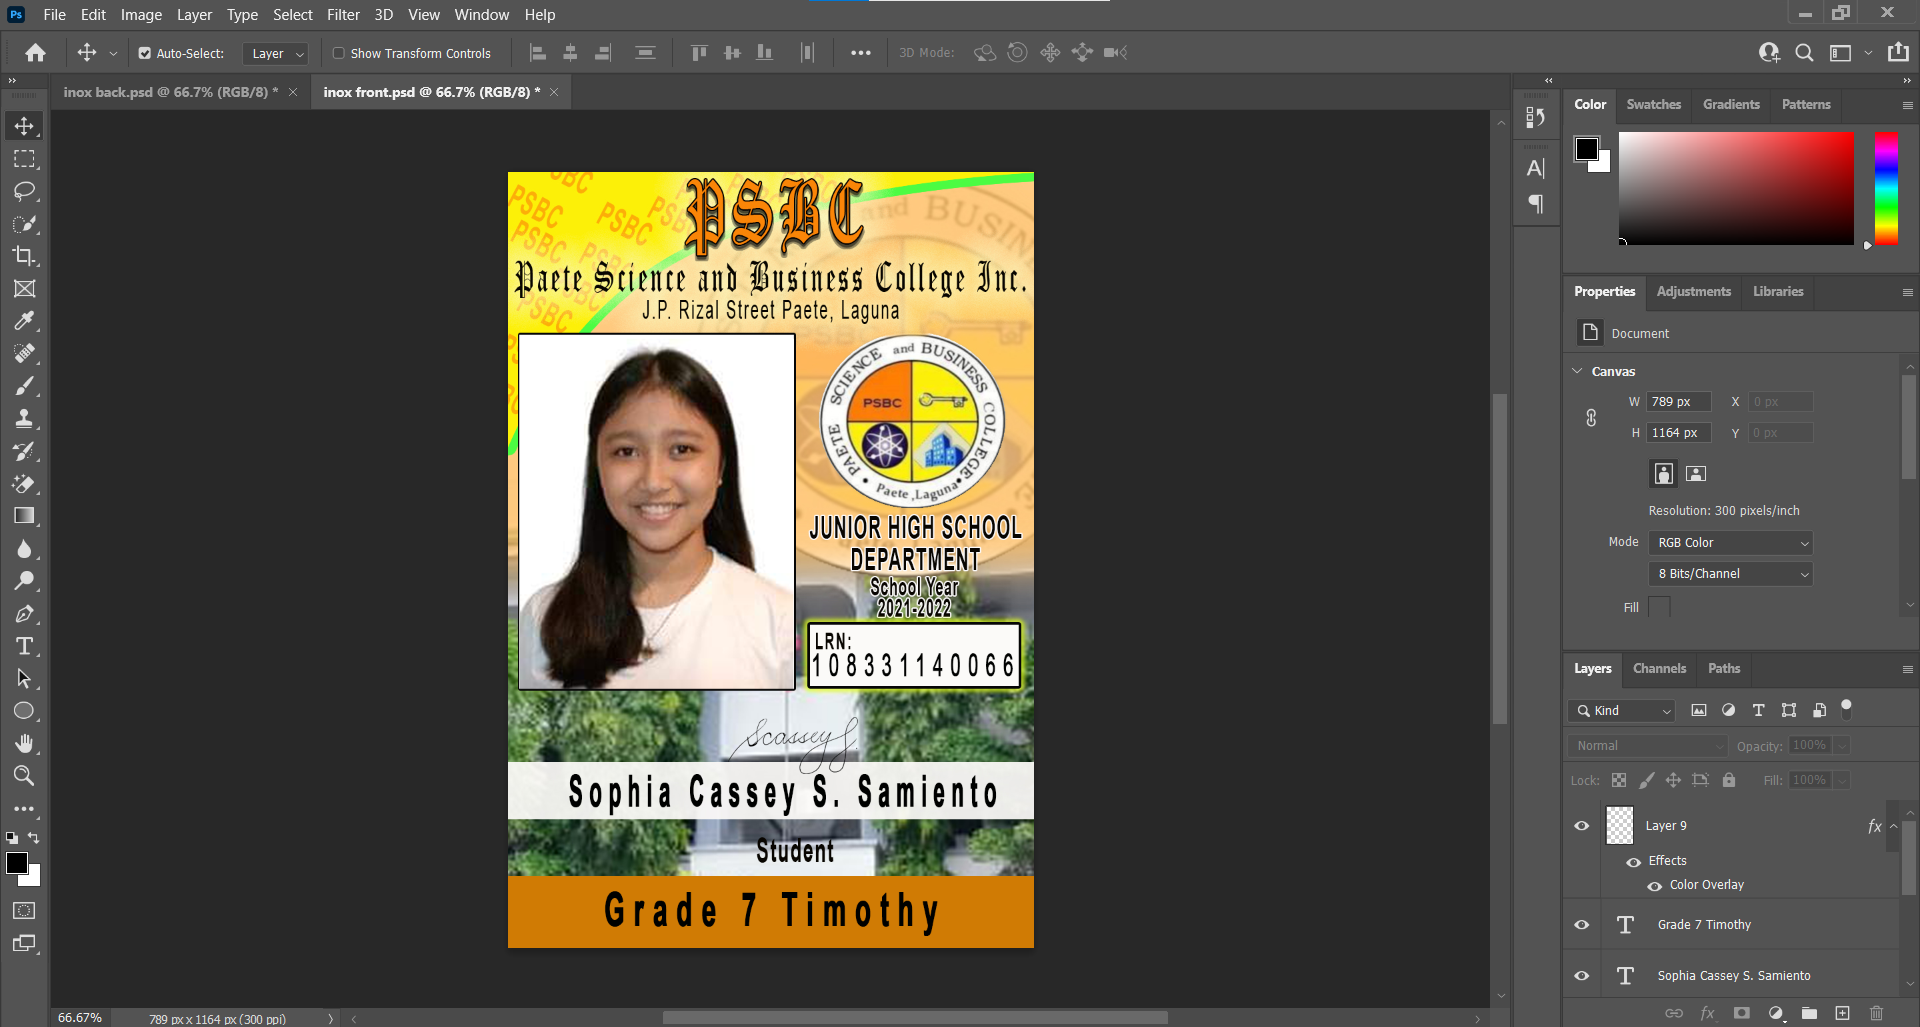 Ps File Edit Image Layer Type Select Filter 3D View Window Help
Auto-Select: Layer Show Transform Controls 3D Mode:
inox back.psd @ 66.7% (RGB/8) * × inox front.psd @ 66.7% (RGB/8) * ×
PSBC
Paete Science and Business College Inc.
J.P. Rizal Street Paete, Laguna
PAETE SCIENCE and BUSINESS COLLEGE
PSBC
Paete ,Laguna
JUNIOR HIGH SCHOOL
DEPARTMENT
School Year
2021-2022
LRN:
108331140066
Scassey S.
Sophia Cassey S. Samiento
Student
Grade 7 Timothy
66.67% 789 px x 1164 px (300 ppi)
Color Swatches Gradients Patterns
Properties Adjustments Libraries
Document
Canvas
W 789 px X 0 px
H 1164 px Y 0 px
Resolution: 300 pixels/inch
Mode RGB Color
8 Bits/Channel
Fill
Layers Channels Paths
Kind
Normal Opacity: 100%
Lock: Fill: 100%
Layer 9 fx
Effects
Color Overlay
T Grade 7 Timothy
T Sophia Cassey S. Samiento
fx